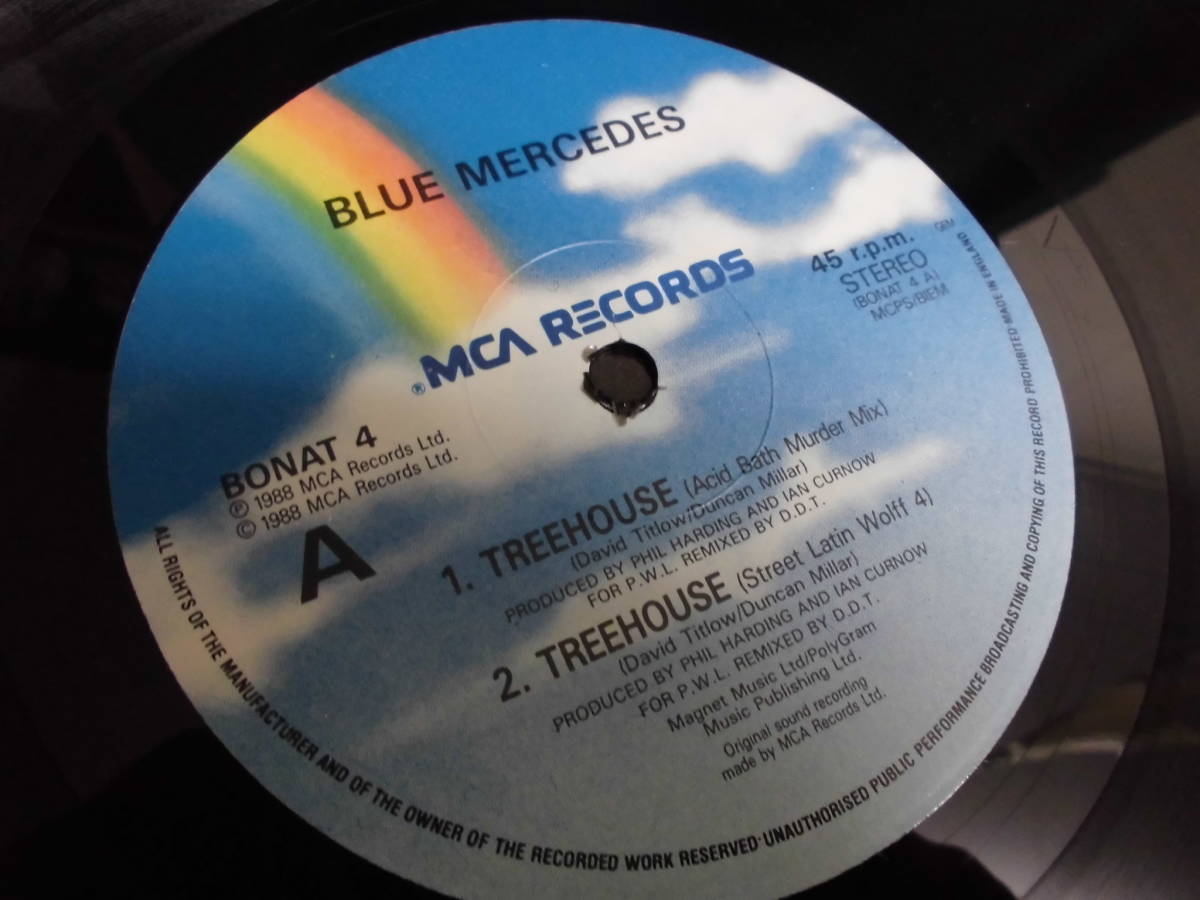 BLUE MERCEDES
® MCA RECORDS
45 r.p.m.
STEREO
(BONAT 4 A)
MCPS/BIEM
BONAT 4
℗ 1988 MCA Records Ltd.
© 1988 MCA Records Ltd.
A
1. TREEHOUSE (Acid Bath Murder Mix)
(David Titlow/Duncan Millar)
PRODUCED BY PHIL HARDING AND IAN CURNOW
FOR P.W.L. REMIXED BY D.D.T.
2. TREEHOUSE (Street Latin Wolff 4)
(David Titlow/Duncan Millar)
PRODUCED BY PHIL HARDING AND IAN CURNOW
FOR P.W.L. REMIXED BY D.D.T.
Magnet Music Ltd/PolyGram
Music Publishing Ltd.
Original sound recording
made by MCA Records Ltd.
ALL RIGHTS OF THE MANUFACTURER AND OF THE OWNER OF THE RECORDED WORK RESERVED·UNAUTHORISED PUBLIC PERFORMANCE BROADCASTING AND COPYING OF THIS RECORD PROHIBITED·MADE IN ENGLAND